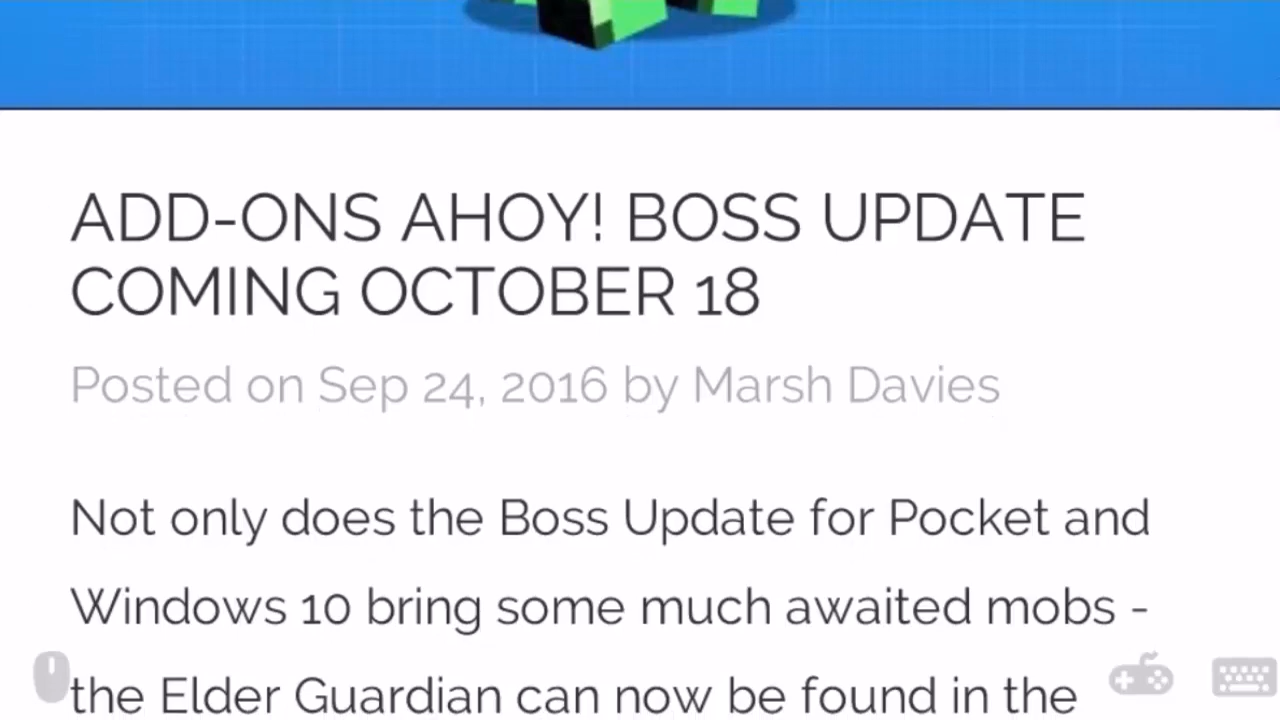 ADD-ONS AHOY! BOSS UPDATE
COMING OCTOBER 18
Posted on Sep 24, 2016 by Marsh Davies
Not only does the Boss Update for Pocket and
Windows 10 bring some much awaited mobs -
the Elder Guardian can now be found in the